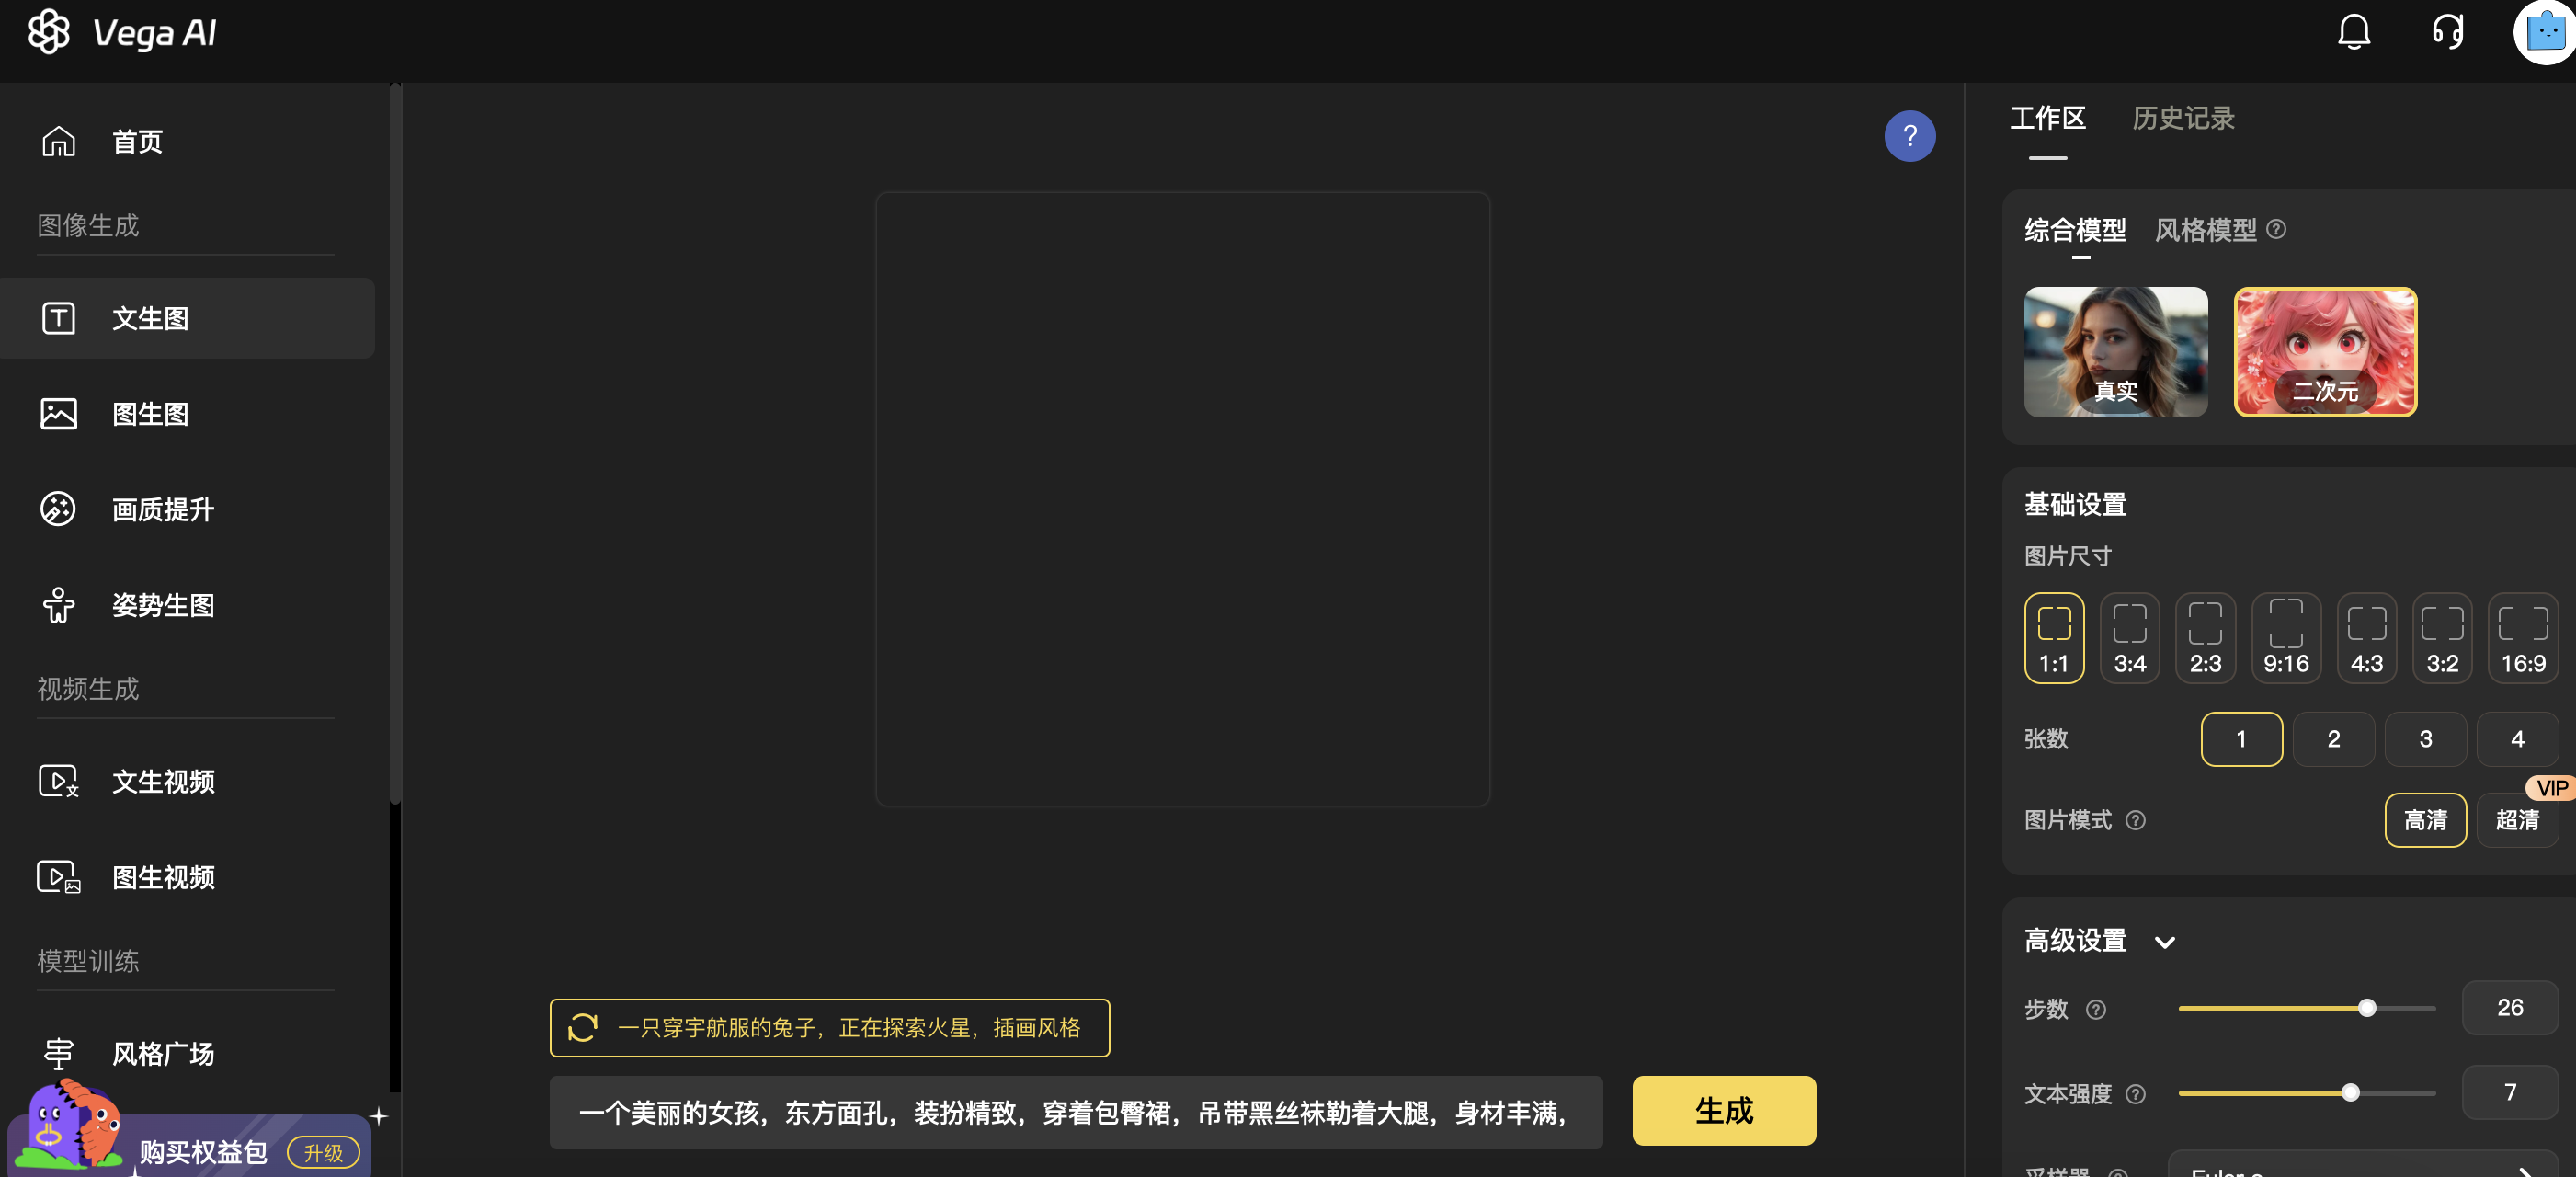 Vega AI
首页
图像生成
文生图
图生图
画质提升
姿势生图
视频生成
文生视频
图生视频
模型训练
风格广场
购买权益包 升级
?
一只穿宇航服的兔子，正在探索火星，插画风格
一个美丽的女孩，东方面孔，装扮精致，穿着包臀裙，吊带黑丝袜勒着大腿，身材丰满，
生成
工作区 历史记录
综合模型 风格模型 ?
真实 二次元
基础设置
图片尺寸
1:1 3:4 2:3 9:16 4:3 3:2 16:9
张数 1 2 3 4
VIP
图片模式 ? 高清 超清
高级设置
步数 ? 26
文本强度 ? 7
采样器 ? Euler a